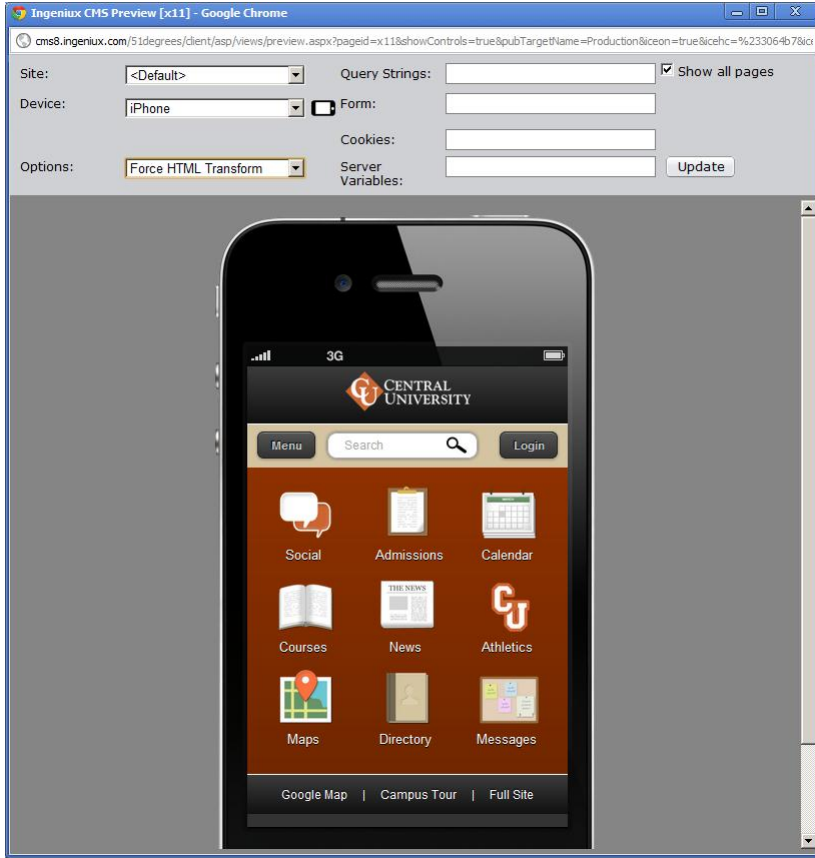 Ingeniux CMS Preview [x11] - Google Chrome
cms8.ingeniux.com/51degrees/client/asp/views/preview.aspx?pageid=x11&showControls=true&pubTargetName=Production&iceon=true&icehc=%233064b7&ice
Site: <Default> Query Strings: Show all pages
Device: iPhone Form:
Cookies:
Options: Force HTML Transform Server Variables: Update
3G
CU CENTRAL
UNIVERSITY
Menu Search Login
Social Admissions Calendar
THE NEWS
CU
Courses News Athletics
Maps Directory Messages
Google Map | Campus Tour | Full Site